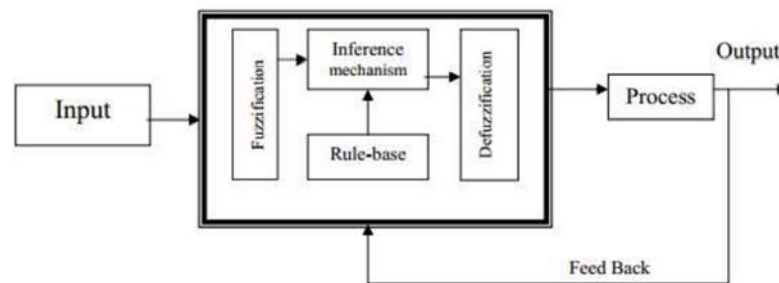 Input
Fuzzification
Inference
mechanism
Rule-base
Defuzzification
Process
Output
Feed Back